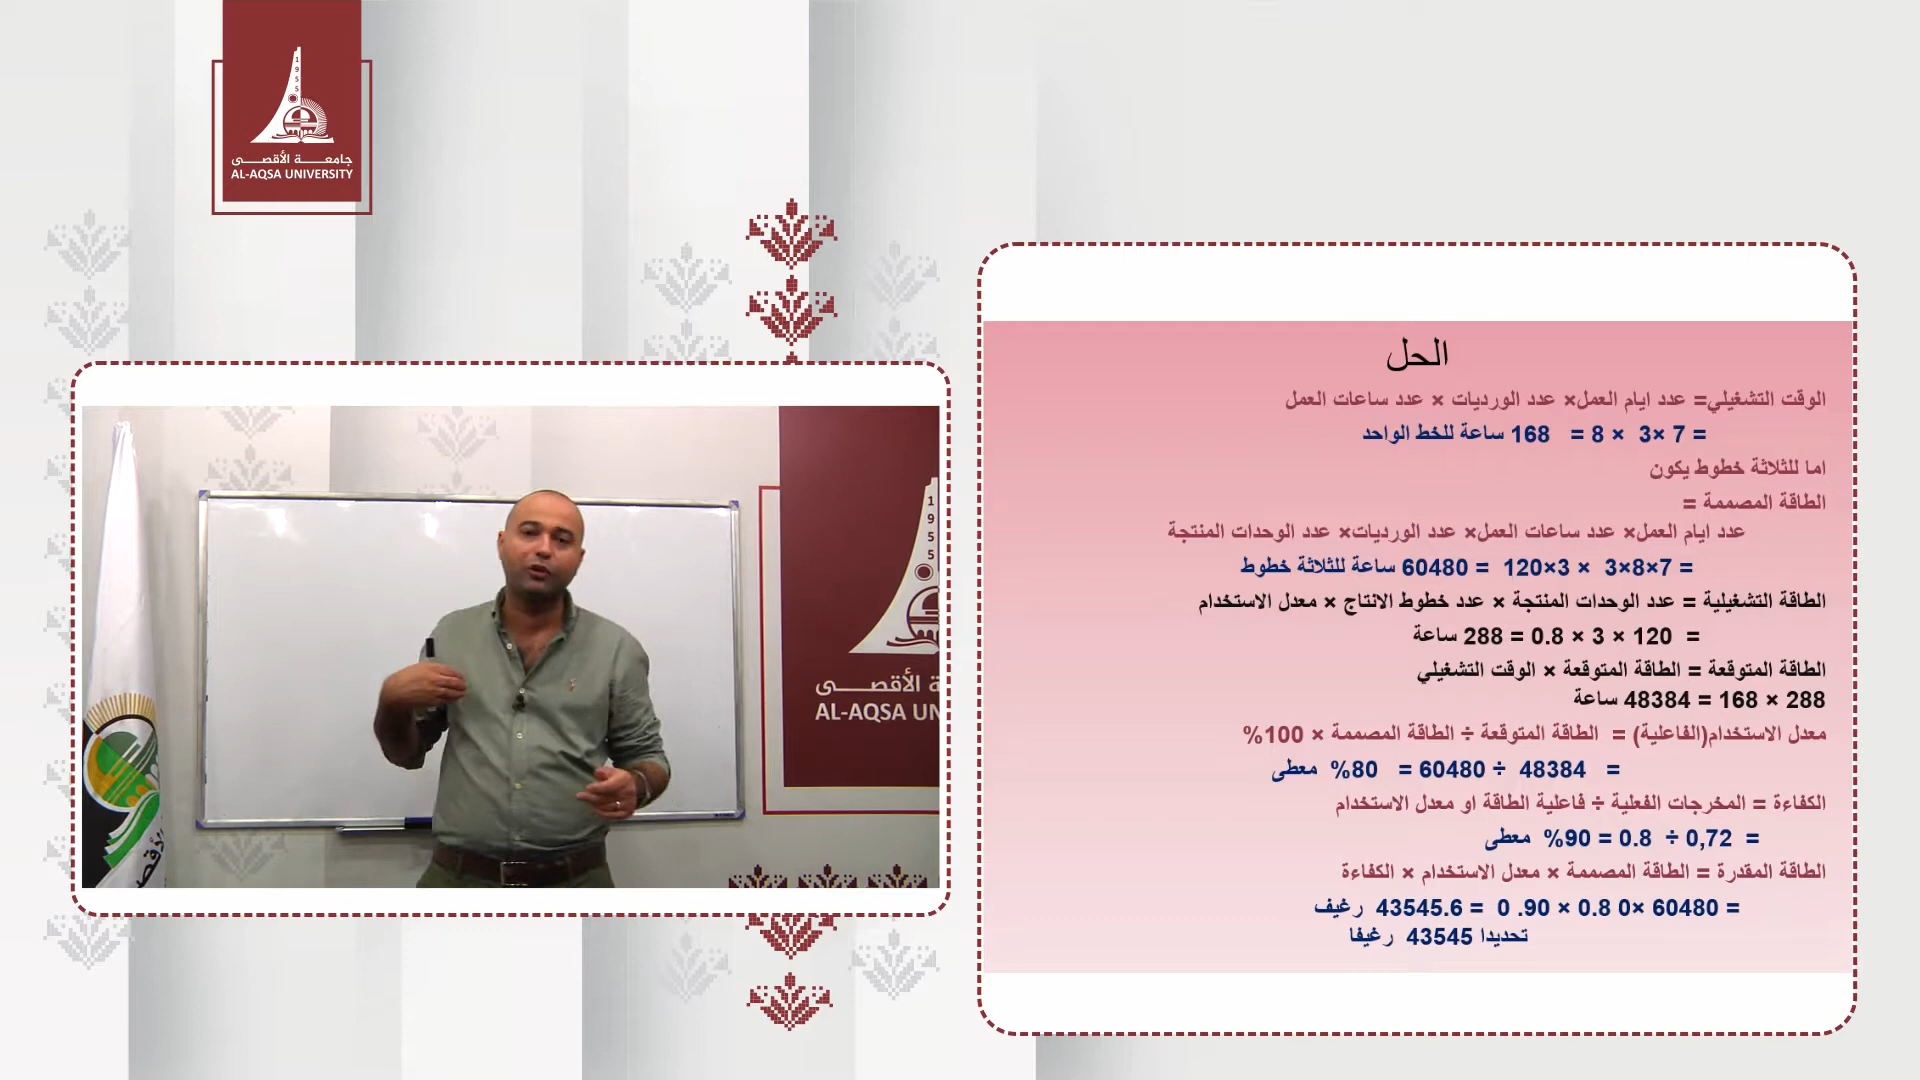 1955
جامعة الأقصى
AL-AQSA UNIVERSITY
1955
جامعة الأقصى
AL-AQSA UN
الحل
الوقت التشغيلي= عدد ايام العمل× عدد الورديات × عدد ساعات العمل
= 7 ×3 × 8 = 168 ساعة للخط الواحد
اما للثلاثة خطوط يكون
الطاقة المصممة =
عدد ايام العمل× عدد ساعات العمل× عدد الورديات× عدد الوحدات المنتجة
= 7×8×3 × 3×120 = 60480 ساعة للثلاثة خطوط
الطاقة التشغيلية = عدد الوحدات المنتجة × عدد خطوط الانتاج × معدل الاستخدام
= 120 × 3 × 0.8 = 288 ساعة
الطاقة المتوقعة = الطاقة المتوقعة × الوقت التشغيلي
288 × 168 = 48384 ساعة
معدل الاستخدام(الفاعلية) = الطاقة المتوقعة ÷ الطاقة المصممة × 100%
= 48384 ÷ 60480 = 80% معطى
الكفاءة = المخرجات الفعلية ÷ فاعلية الطاقة او معدل الاستخدام
= 0,72 ÷ 0.8 = 90% معطى
الطاقة المقدرة = الطاقة المصممة × معدل الاستخدام × الكفاءة
= 60480 ×0 0.8 × 90. 0 = 43545.6 رغيف
تحديدا 43545 رغيفا